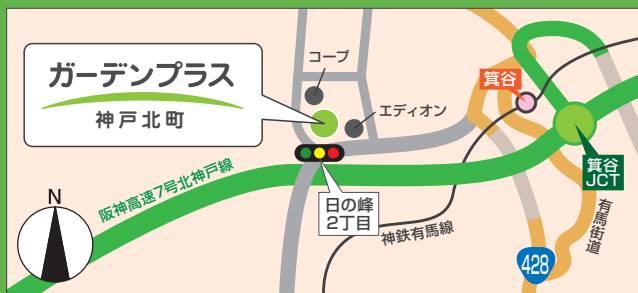 ガーデンプラス
神戸北町
コープ
エディオン
箕谷
箕谷
JCT
阪神高速7号北神戸線
日の峰
2丁目
神鉄有馬線
有馬街道
428
N